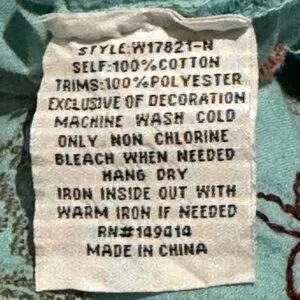 STYLE:W17821-N
SELF:100%COTTON
TRIMS:100%POLYESTER
EXCLUSIVE OF DECORATION
MACHINE WASH COLD
ONLY NON CHLORINE
BLEACH WHEN NEEDED
HANG DRY
IRON INSIDE OUT WITH
WARM IRON IF NEEDED
RN#149414
MADE IN CHINA